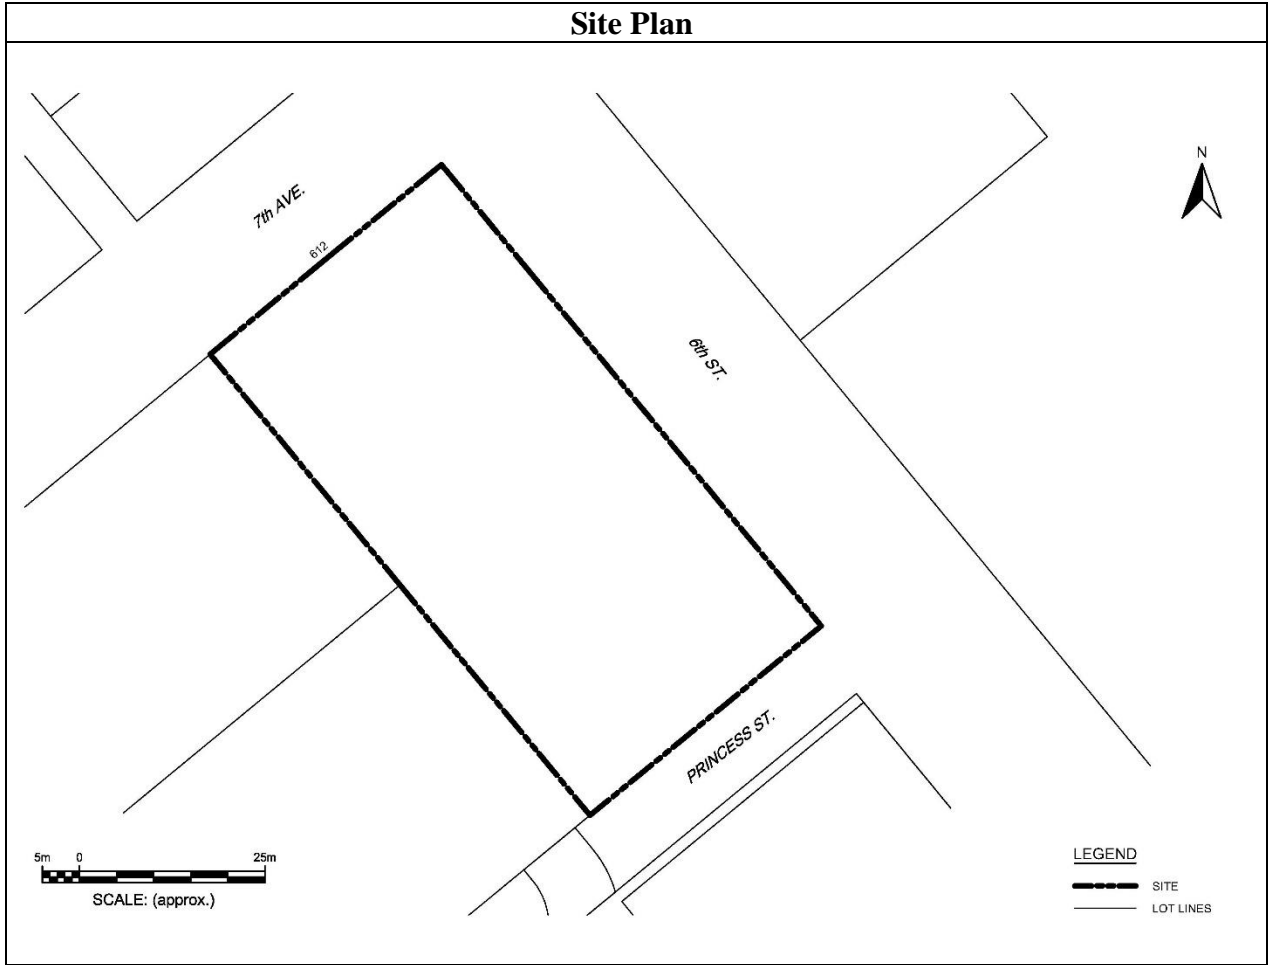 Site Plan
N
7th AVE.
612
6th ST.
PRINCESS ST.
5m 0 25m
SCALE: (approx.)
LEGEND
SITE
LOT LINES